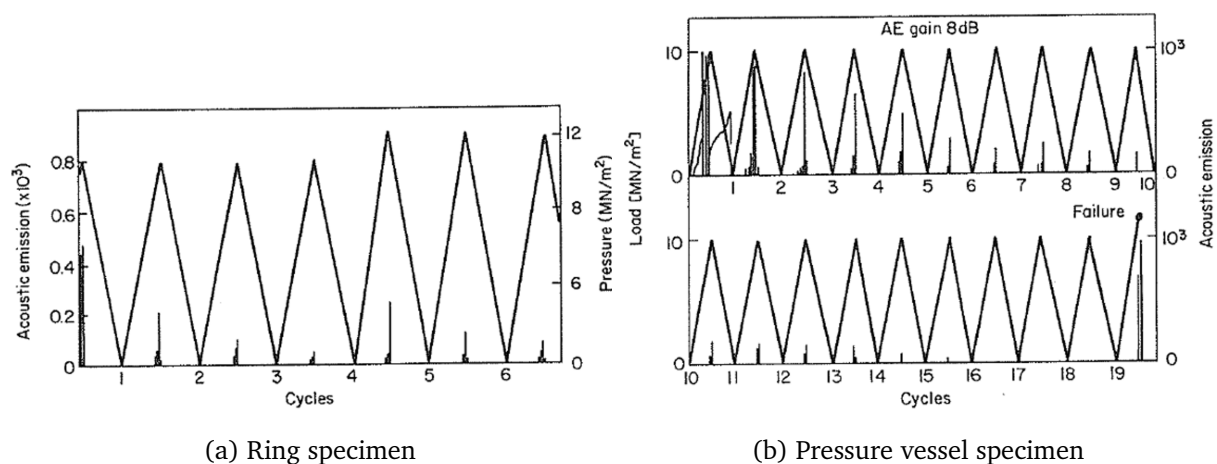 Acoustic emission (x10³)
0.8
0.6
0.4
0.2
0
12
8
6
0
Pressure (MN/m²)
1 2 3 4 5 6
Cycles
(a) Ring specimen
AE gain 8dB
Load [MN/m²]
10
0
10³
0
Acoustic emission
1 2 3 4 5 6 7 8 9 10
Failure
10
0
10³
0
10 11 12 13 14 15 16 17 18 19
Cycles
(b) Pressure vessel specimen